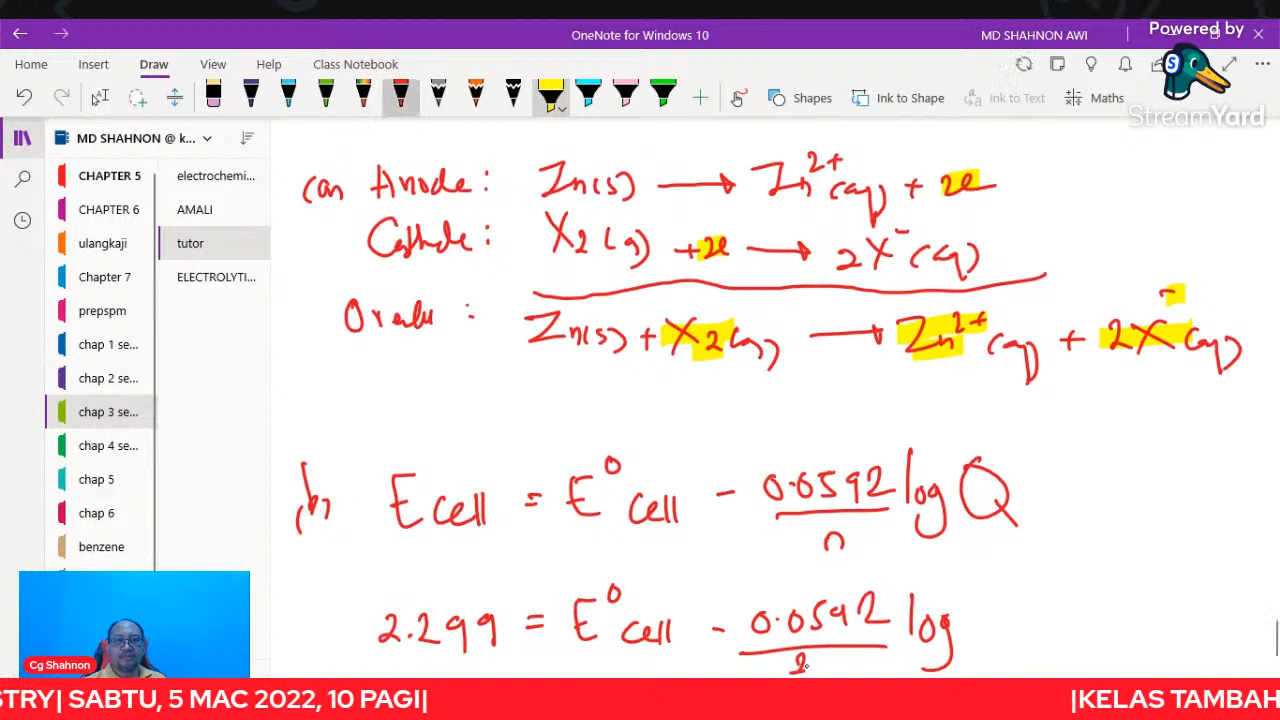 Powered by
StreamYard
OneNote for Windows 10
MD SHAHNON AWI
Home Insert Draw View Help Class Notebook
Shapes Ink to Shape Ink to Text Maths
MD SHAHNON @ k...
CHAPTER 5
CHAPTER 6
ulangkaji
Chapter 7
prepspm
chap 1 se...
chap 2 se...
chap 3 se...
chap 4 se...
chap 5
chap 6
benzene
electrochemi...
AMALI
tutor
ELECTROLYTI...
(a) Anode: Zn(s) → Zn²⁺(aq) + 2e
Cathode: X₂(g) + 2e → 2X⁻(aq)
: Zn(s) + X₂(g) → Zn²⁺(aq) + 2X⁻(aq)
(b) Ecell = E⁰cell - 0.0592/n log Q
2.299 = E⁰cell - 0.0592/2 log
Cg Shahnon
STRY| SABTU, 5 MAC 2022, 10 PAGI|
|KELAS TAMBAH